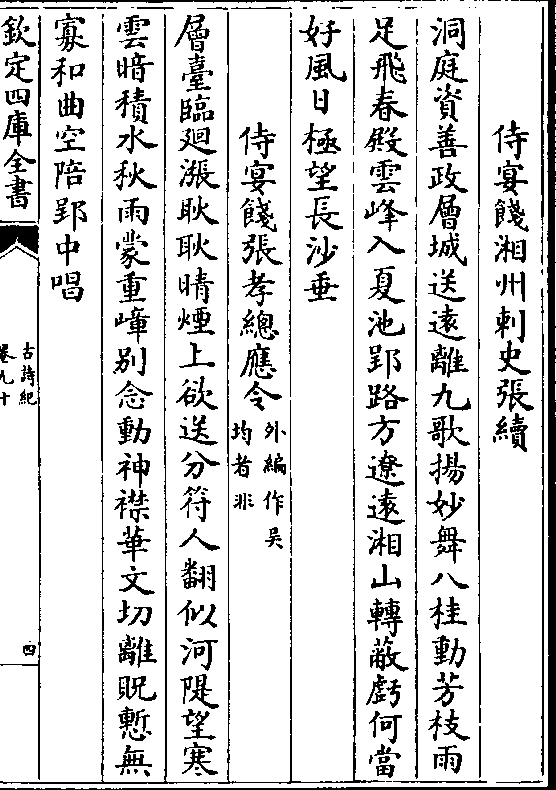 侍宴餞湘州刺史張續
洞庭資善政層城送遠離九歌揚妙舞八桂動芳枝雨
足飛春殿雲峰入夏池郢路方遼遠湘山轉蔽虧何當
好風日極望長沙垂
侍宴餞張孝總應令外編作吳均者非
層臺臨迥漲耿耿晴煙上欲送分符人翻似河隄望寒
雲暗積水秋雨蒙重嶂别念動神襟華文切離貺慙無
寡和曲空陪郢中唱
欽定四庫全書
古詩紀
卷九十
四